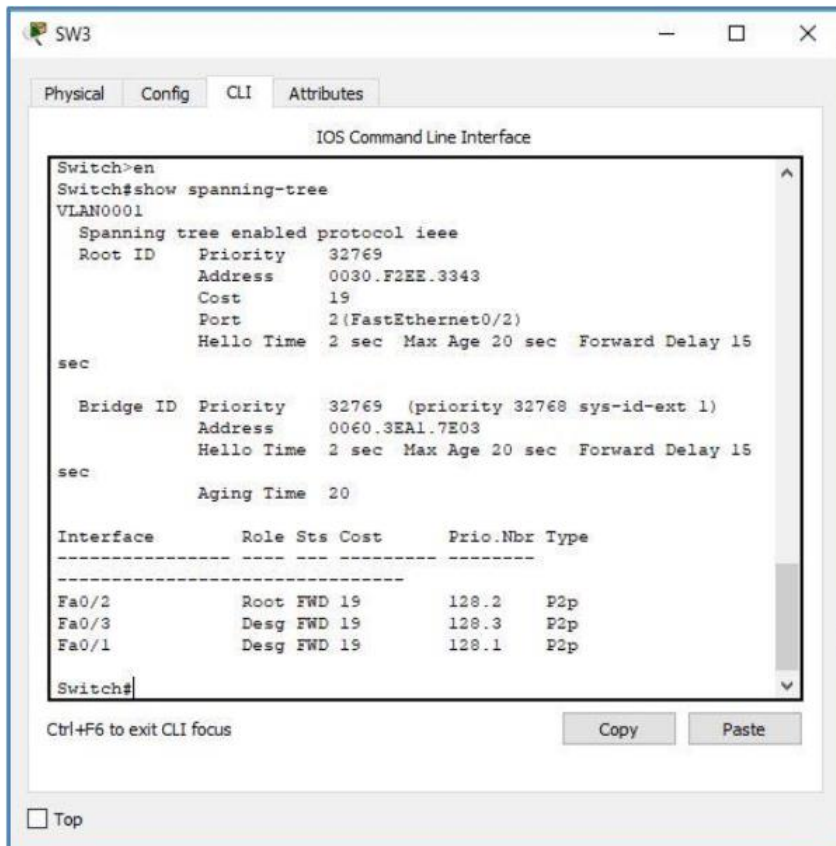 SW3
Physical Config CLI Attributes
IOS Command Line Interface
Switch>en
Switch#show spanning-tree
VLAN0001
  Spanning tree enabled protocol ieee
  Root ID    Priority    32769
             Address     0030.F2EE.3343
             Cost        19
             Port        2(FastEthernet0/2)
             Hello Time  2 sec  Max Age 20 sec  Forward Delay 15
sec

  Bridge ID  Priority    32769  (priority 32768 sys-id-ext 1)
             Address     0060.3EA1.7E03
             Hello Time  2 sec  Max Age 20 sec  Forward Delay 15
sec
             Aging Time  20

Interface        Role Sts Cost      Prio.Nbr Type
---------------- ---- --- --------- --------
--------------------------------
Fa0/2            Root FWD 19        128.2    P2p
Fa0/3            Desg FWD 19        128.3    P2p
Fa0/1            Desg FWD 19        128.1    P2p

Switch#
Ctrl+F6 to exit CLI focus
Copy Paste
Top